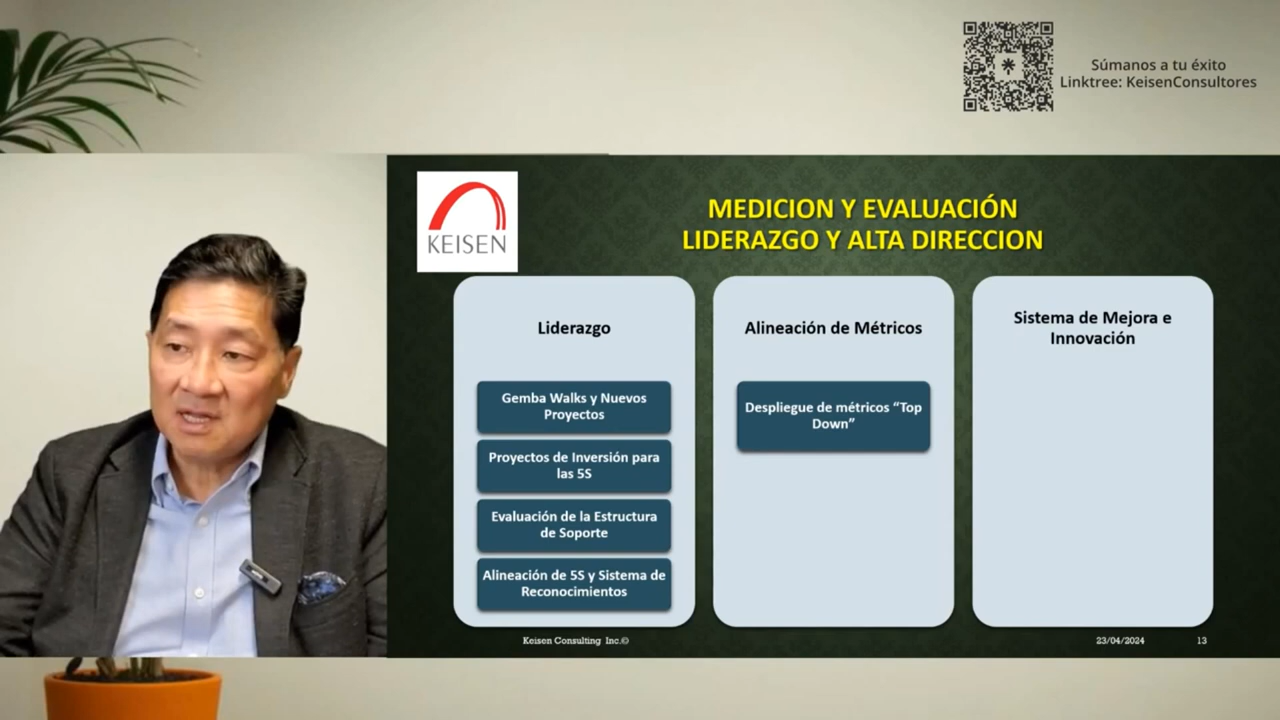 Súmanos a tu éxito
Linktree: KeisenConsultores
KEISEN
MEDICION Y EVALUACIÓN
LIDERAZGO Y ALTA DIRECCION
Liderazgo
Gemba Walks y Nuevos
Proyectos
Proyectos de Inversión para
las 5S
Evaluación de la Estructura
de Soporte
Alineación de 5S y Sistema de
Reconocimientos
Alineación de Métricos
Despliegue de métricos “Top
Down”
Sistema de Mejora e
Innovación
Keisen Consulting Inc.©
23/04/2024
13